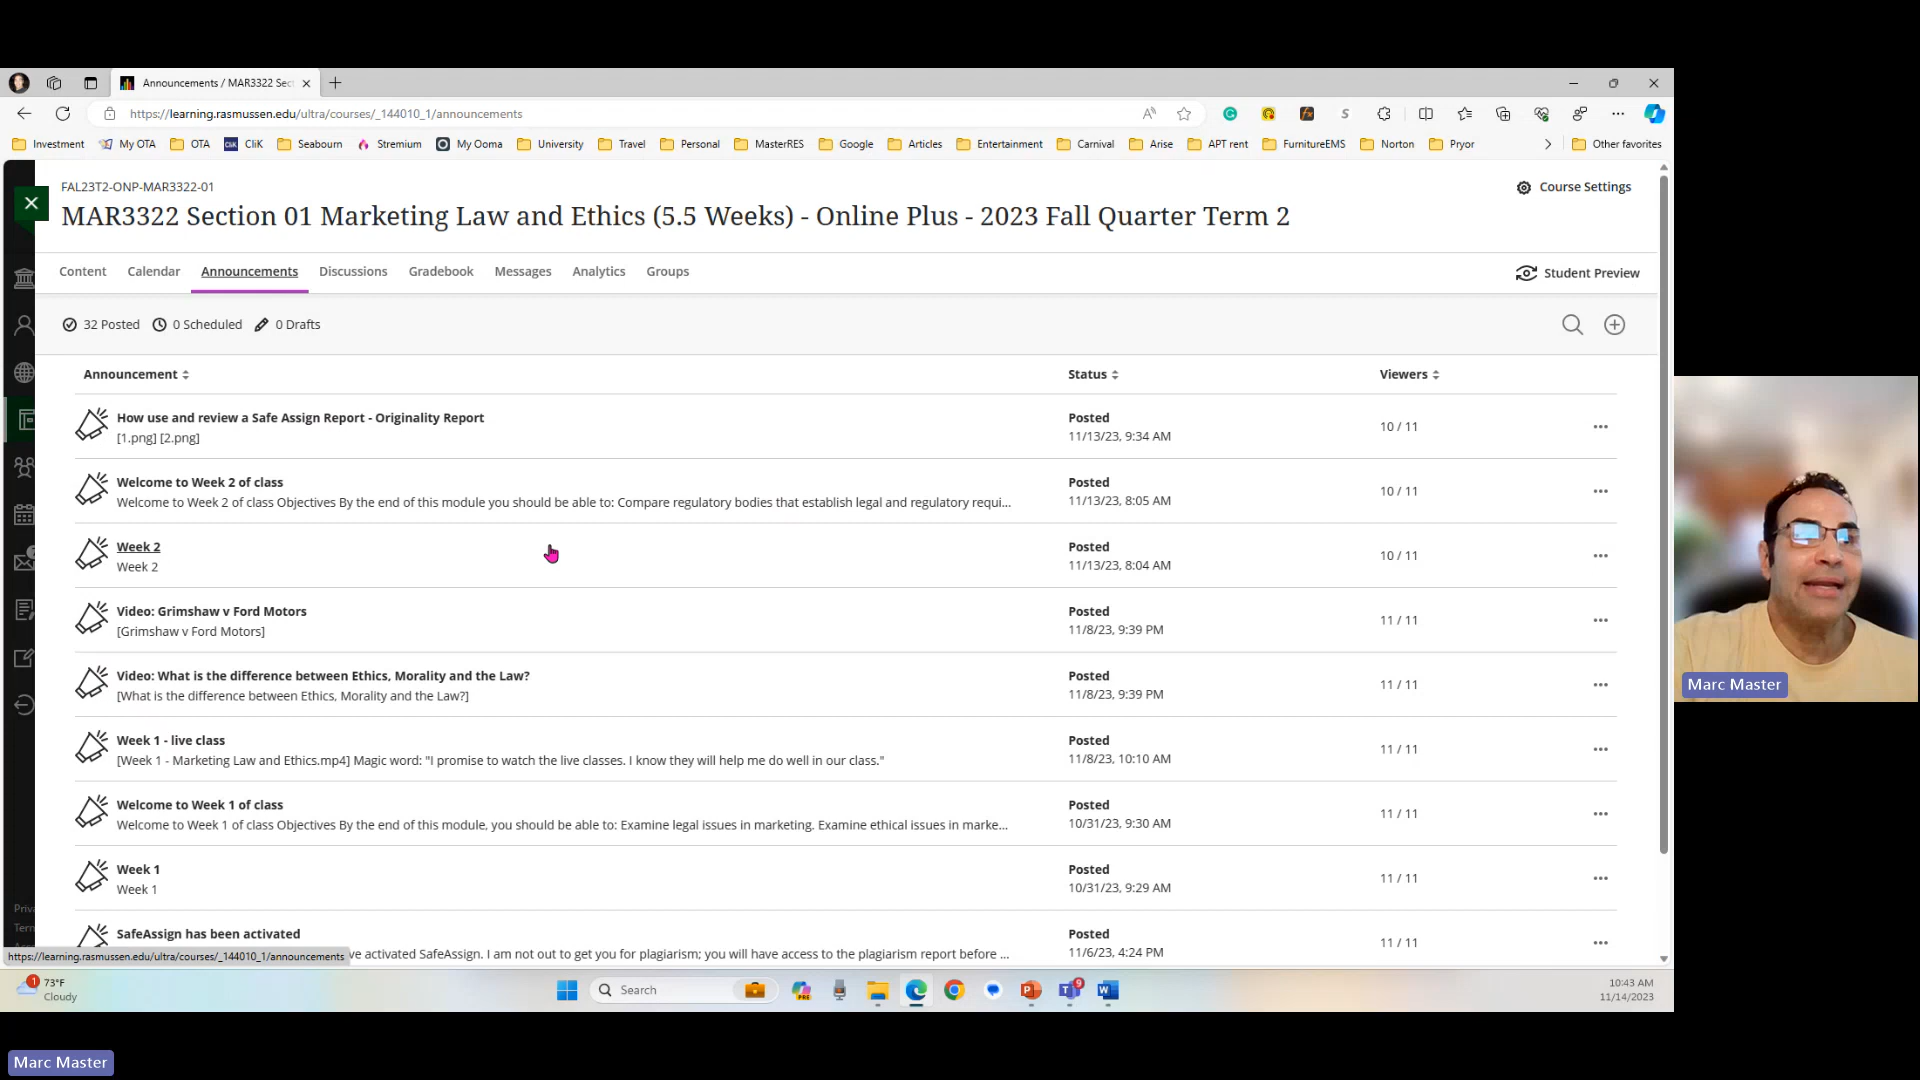 Announcements / MAR3322 Sect
https://learning.rasmussen.edu/ultra/courses/_144010_1/announcements
Investment My OTA OTA CliK Seabourn Stremium My Ooma University Travel Personal MasterRES Google Articles Entertainment Carnival Arise APT rent FurnitureEMS Norton Pryor Other favorites
FAL23T2-ONP-MAR3322-01
Course Settings
MAR3322 Section 01 Marketing Law and Ethics (5.5 Weeks) - Online Plus - 2023 Fall Quarter Term 2
Content Calendar Announcements Discussions Gradebook Messages Analytics Groups
Student Preview
32 Posted 0 Scheduled 0 Drafts
Announcement Status Viewers
How use and review a Safe Assign Report - Originality Report Posted
[1.png] [2.png] 11/13/23, 9:34 AM 10 / 11
Welcome to Week 2 of class Posted
Welcome to Week 2 of class Objectives By the end of this module you should be able to: Compare regulatory bodies that establish legal and regulatory requi... 11/13/23, 8:05 AM 10 / 11
Week 2 Posted
Week 2 11/13/23, 8:04 AM 10 / 11
Video: Grimshaw v Ford Motors Posted
[Grimshaw v Ford Motors] 11/8/23, 9:39 PM 11 / 11
Video: What is the difference between Ethics, Morality and the Law? Posted
[What is the difference between Ethics, Morality and the Law?] 11/8/23, 9:39 PM 11 / 11
Week 1 - live class Posted
[Week 1 - Marketing Law and Ethics.mp4] Magic word: "I promise to watch the live classes. I know they will help me do well in our class." 11/8/23, 10:10 AM 11 / 11
Welcome to Week 1 of class Posted
Welcome to Week 1 of class Objectives By the end of this module, you should be able to: Examine legal issues in marketing. Examine ethical issues in marke... 10/31/23, 9:30 AM 11 / 11
Week 1 Posted
Week 1 10/31/23, 9:29 AM 11 / 11
SafeAssign has been activated Posted
ve activated SafeAssign. I am not out to get you for plagiarism; you will have access to the plagiarism report before ... 11/6/23, 4:24 PM 11 / 11
Priva
Term
https://learning.rasmussen.edu/ultra/courses/_144010_1/announcements
1 73°F
Cloudy
Search
PRE
9
10:43 AM
11/14/2023
Marc Master
Marc Master